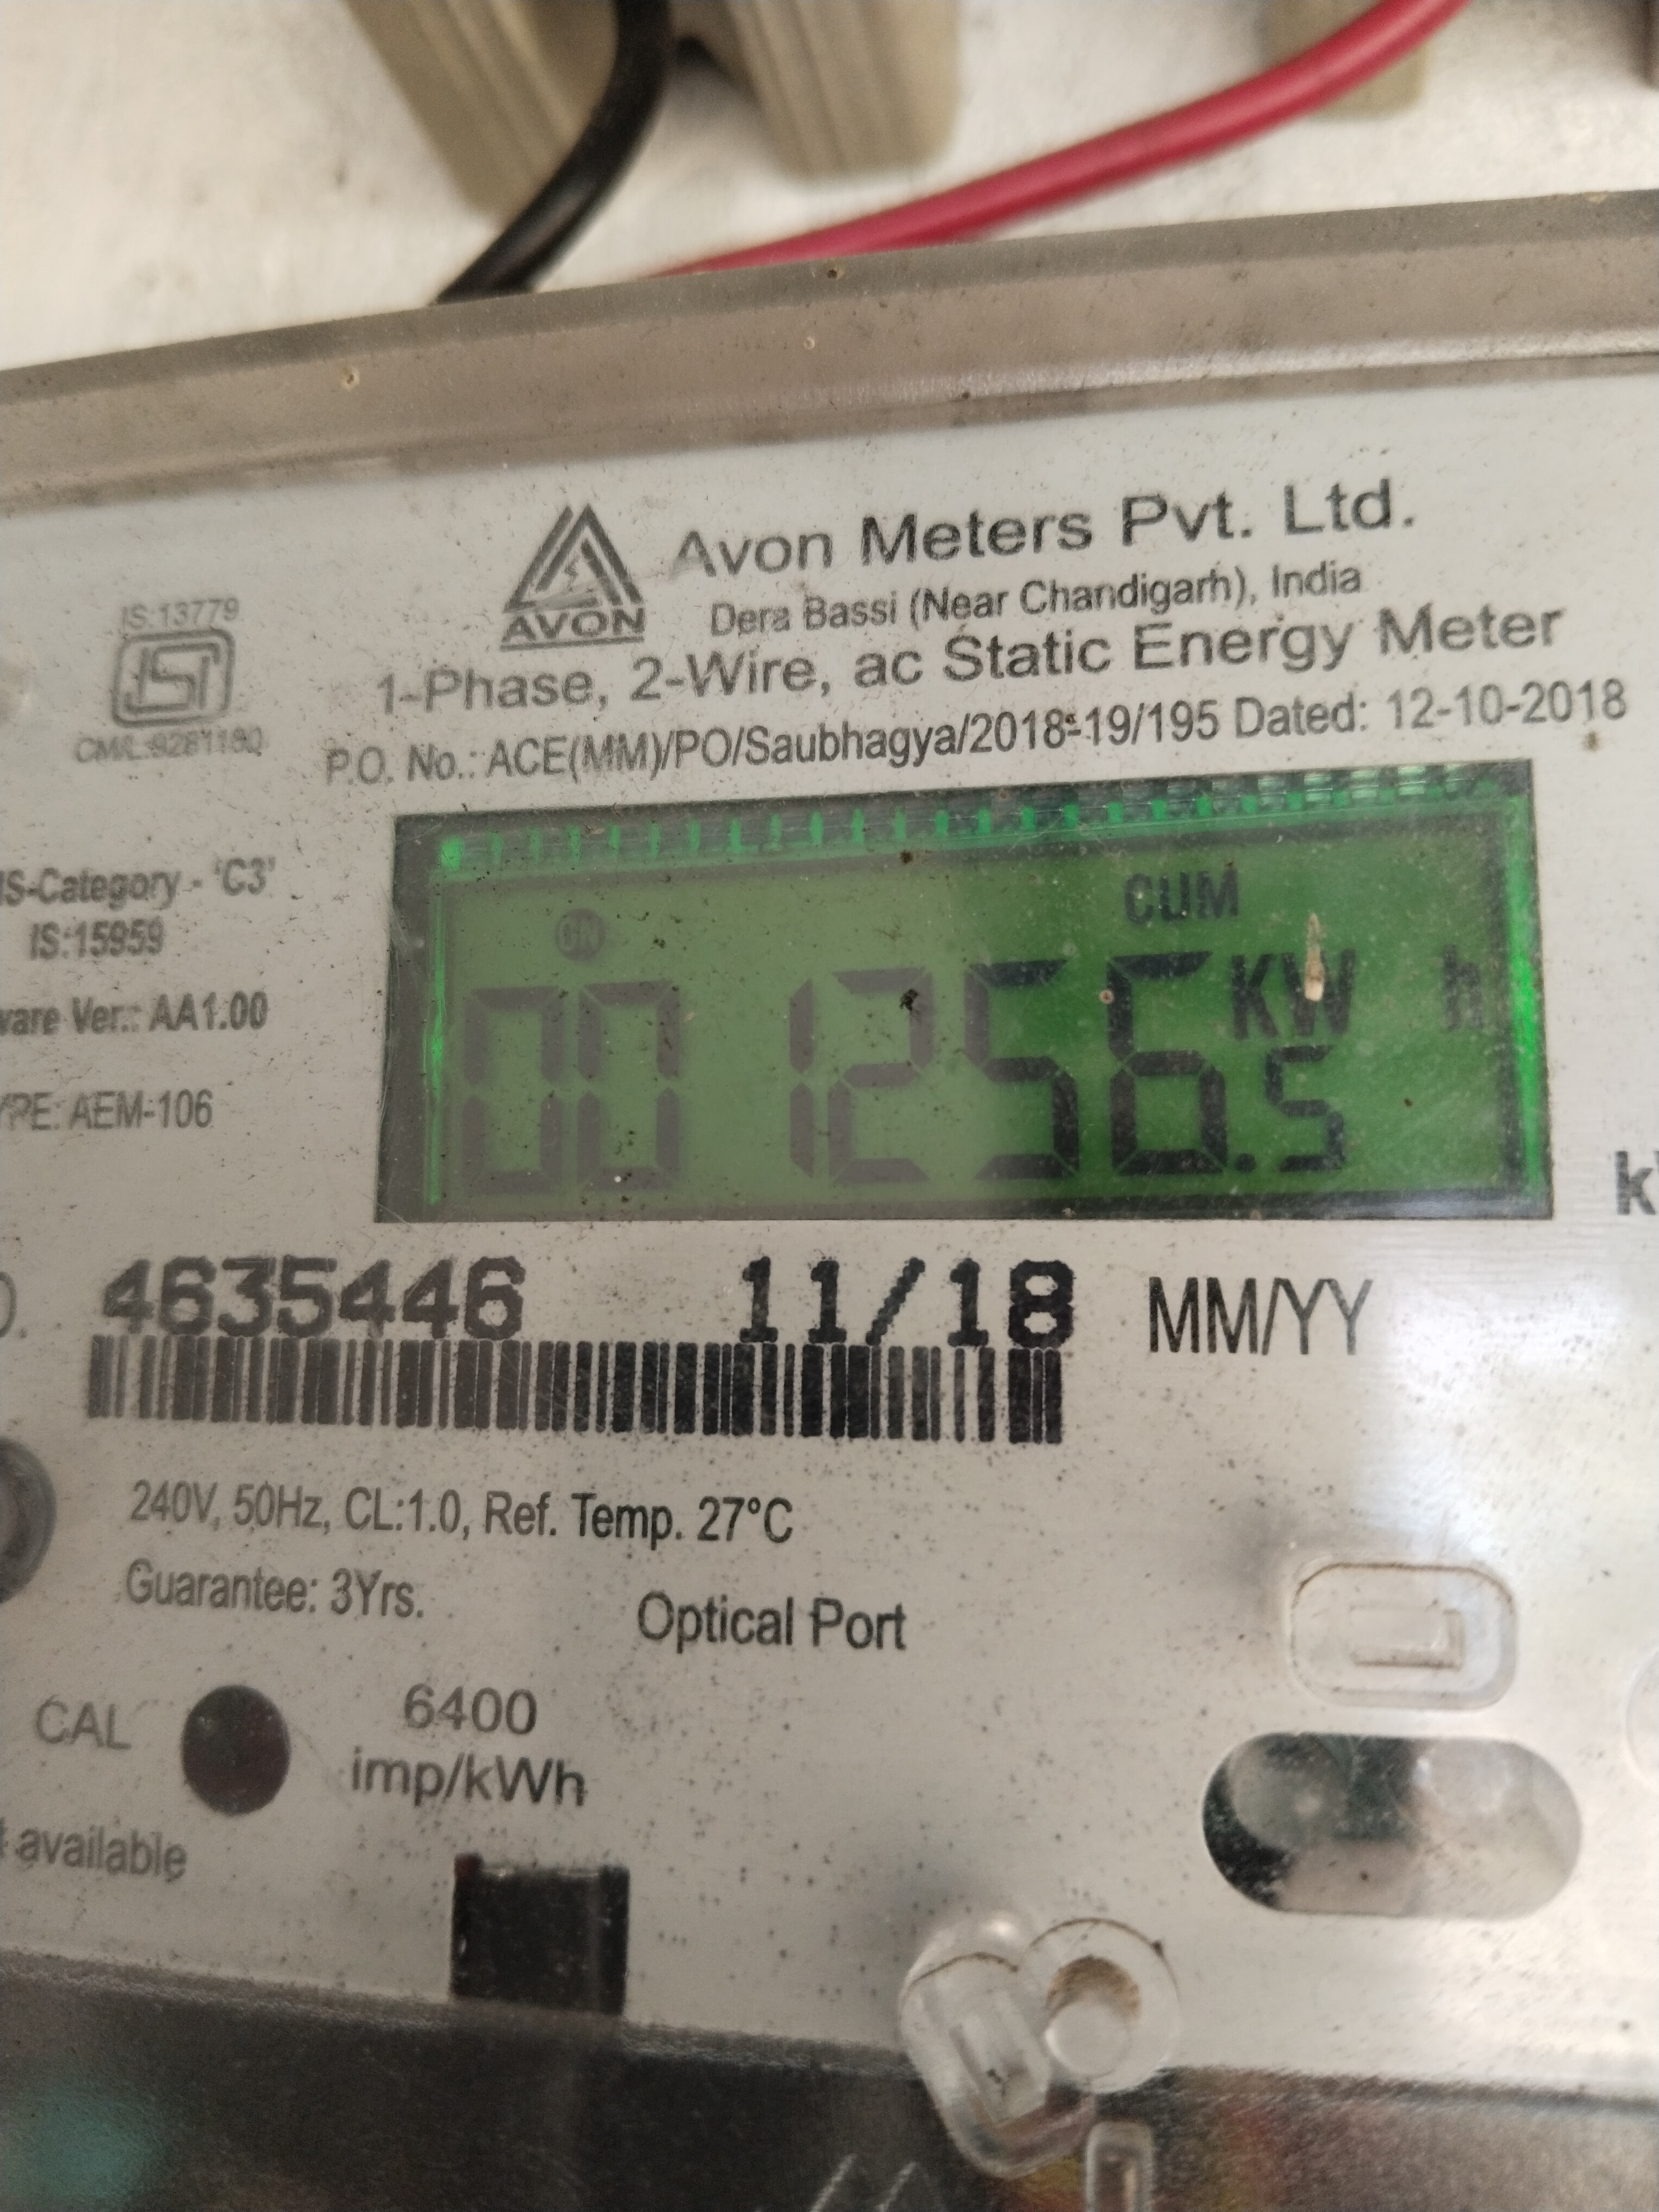 Avon Meters Pvt. Ltd.
AVON
Dera Bassi (Near Chandigarh), India
1-Phase, 2-Wire, ac Static Energy Meter
P.O. No.: ACE(MM)/PO/Saubhagya/2018-19/195 Dated: 12-10-2018
IS:13779
ISI
-Category - 'C3'
IS:15959
Ver.: AA1.00
AEM-106
ON
CUM
001256.5 KW h
4635446 11/18 MM/YY
240V, 50Hz, CL:1.0, Ref. Temp. 27°C
Guarantee: 3Yrs.
Optical Port
CAL
6400
imp/kWh
available